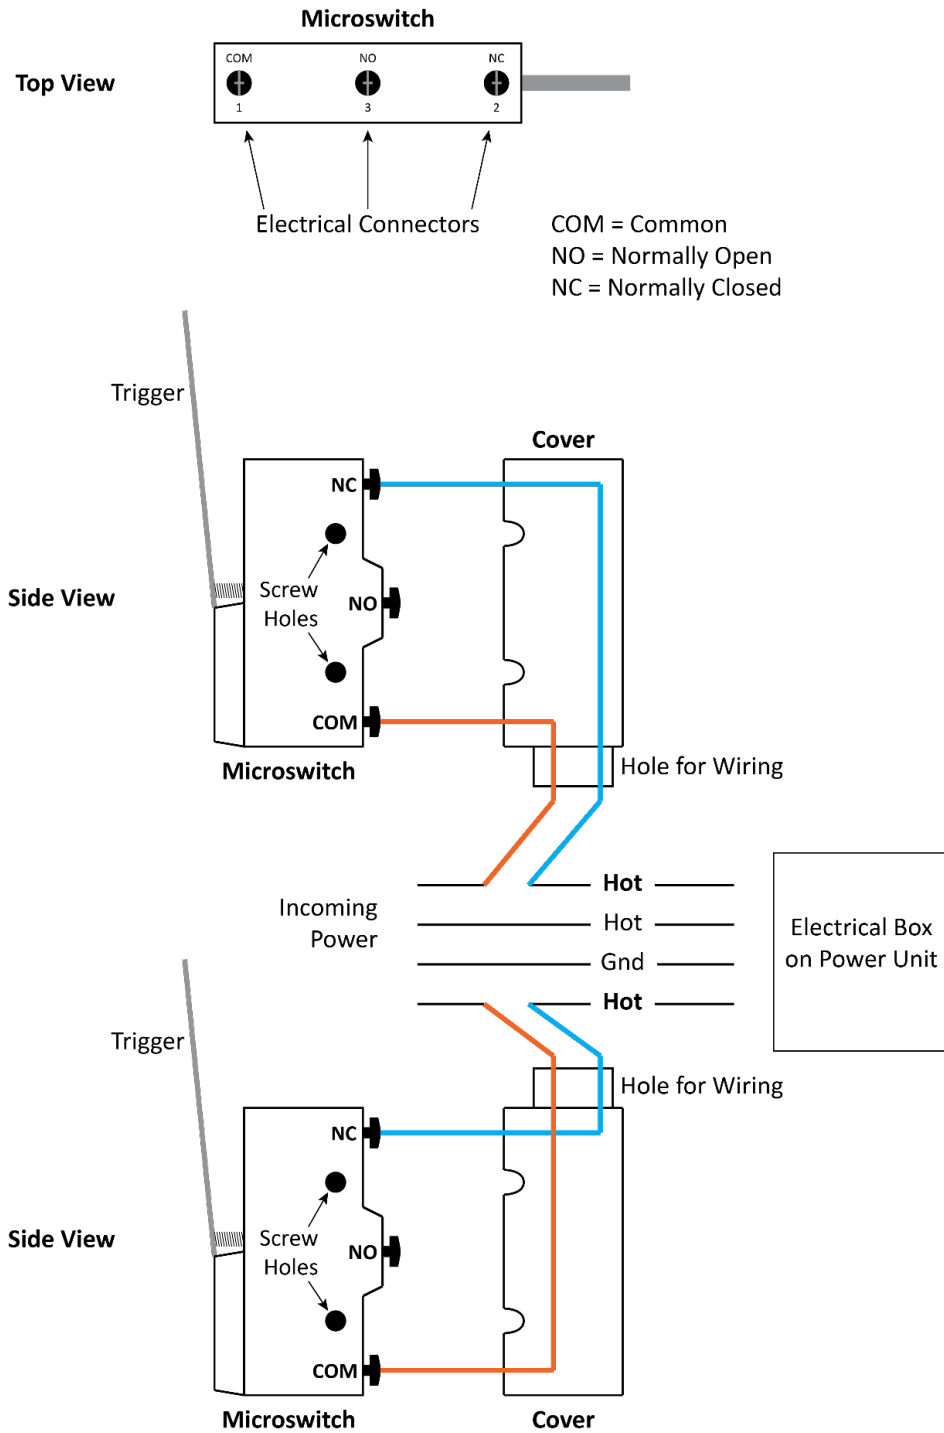 Microswitch
Top View
COM NO NC
1 3 2
Electrical Connectors
COM = Common
NO = Normally Open
NC = Normally Closed
Trigger
Cover
NC
Side View
Screw
Holes
NO
COM
Microswitch
Hole for Wiring
Incoming
Power
Hot
Hot
Gnd
Hot
Electrical Box
on Power Unit
Trigger
Hole for Wiring
NC
Side View
Screw
Holes
NO
COM
Microswitch
Cover